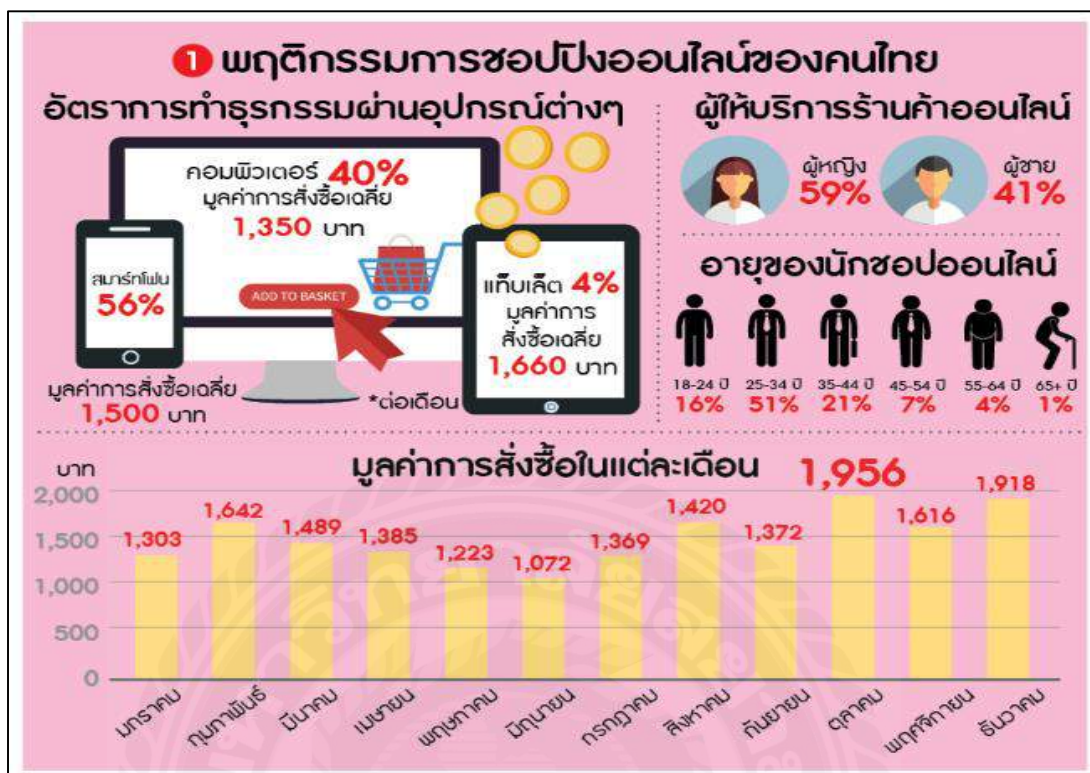 1 พฤติกรรมการชอปปิงออนไลน์ของคนไทย
อัตราการทำธุรกรรมผ่านอุปกรณ์ต่างๆ
คอมพิวเตอร์ 40%
มูลค่าการสั่งซื้อเฉลี่ย
1,350 บาท
ADD TO BASKET
สมาร์ทโฟน
56%
มูลค่าการสั่งซื้อเฉลี่ย
1,500 บาท
แท็บเล็ต 4%
มูลค่าการ
สั่งซื้อเฉลี่ย
1,660 บาท
*ต่อเดือน
ผู้ให้บริการร้านค้าออนไลน์
ผู้หญิง
59%
ผู้ชาย
41%
อายุของนักชอปออนไลน์
18-24 ปี 25-34 ปี 35-44 ปี 45-54 ปี 55-64 ปี 65+ ปี
16% 51% 21% 7% 4% 1%
มูลค่าการสั่งซื้อในแต่ละเดือน
บาท
2,000
1,500
1,000
500
0
1,303 1,642 1,489 1,385 1,223 1,072 1,369 1,420 1,372 1,956 1,616 1,918
มกราคม กุมภาพันธ์ มีนาคม เมษายน พฤษภาคม มิถุนายน กรกฎาคม สิงหาคม กันยายน ตุลาคม พฤศจิกายน ธันวาคม